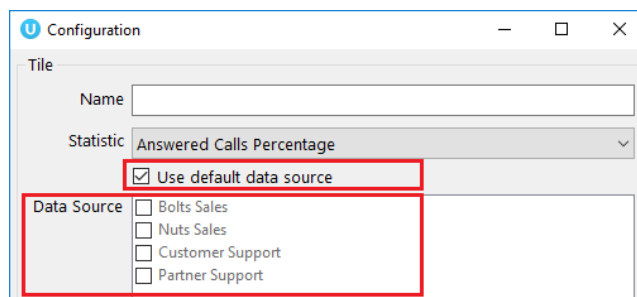 U Configuration
Tile
Name
Statistic Answered Calls Percentage
Use default data source
Data Source Bolts Sales
Nuts Sales
Customer Support
Partner Support